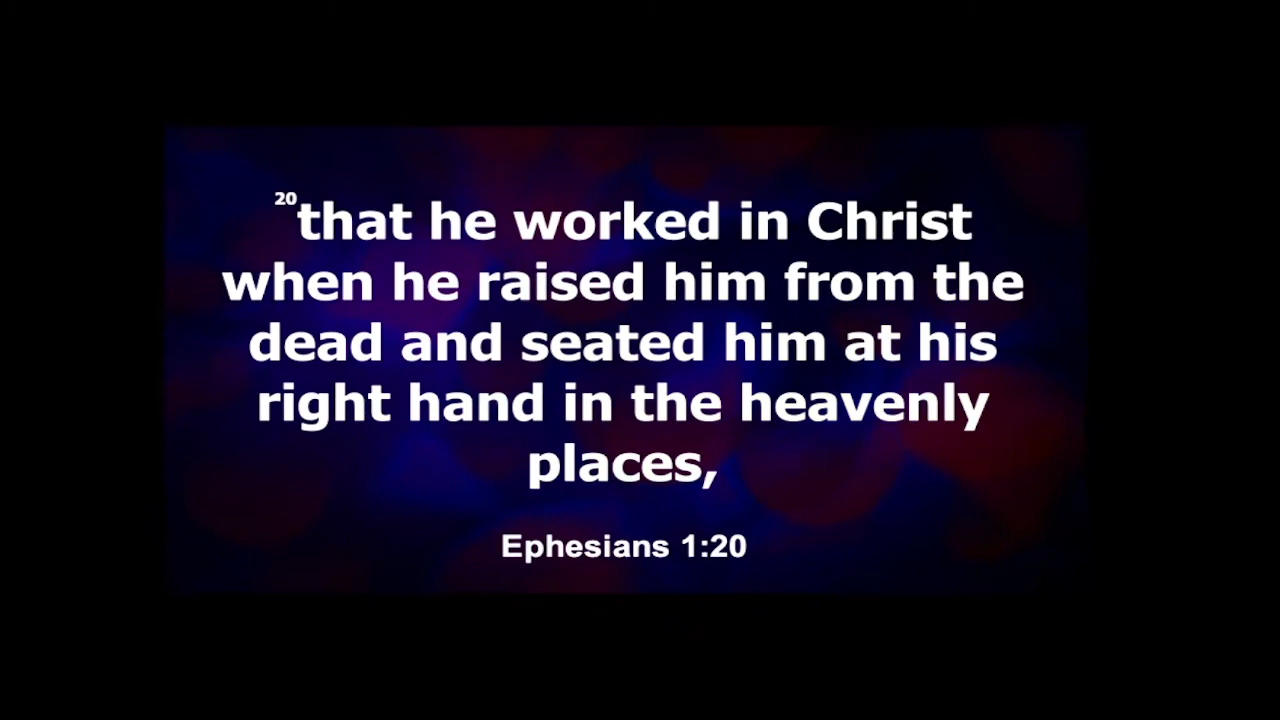 20that he worked in Christ
when he raised him from the
dead and seated him at his
right hand in the heavenly
places,
Ephesians 1:20